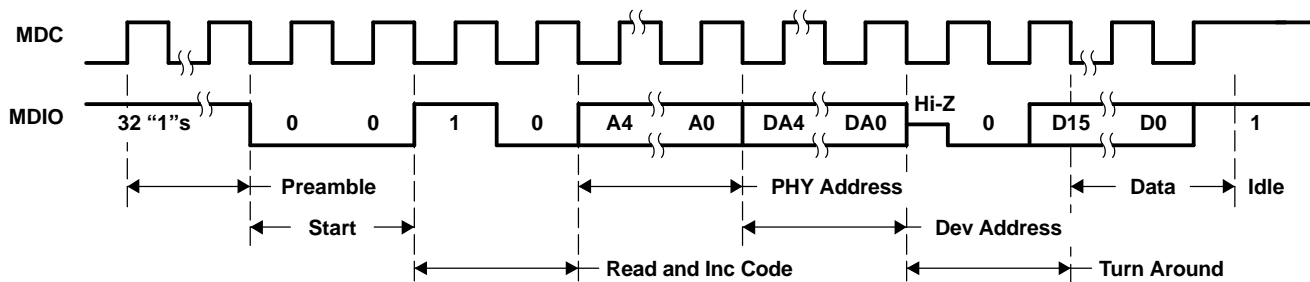 MDC
MDIO
32 “1”s 0 0 1 0 A4 A0 DA4 DA0 Hi-Z 0 D15 D0 1
Preamble PHY Address Data Idle
Start Dev Address
Read and Inc Code Turn Around